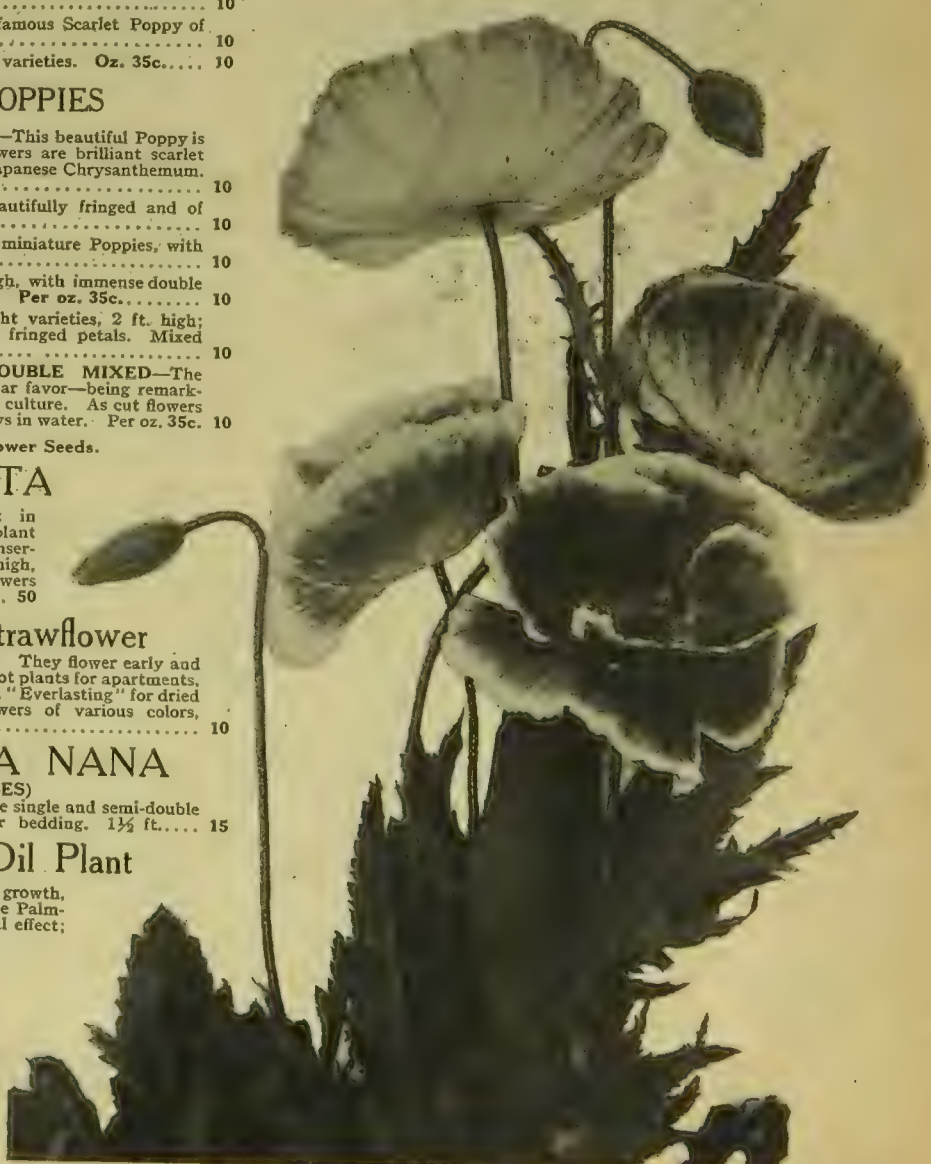 10
famous Scarlet Poppy of
10
varieties. Oz. 35c..... 10
OPPIES
—This beautiful Poppy is
wers are brilliant scarlet
apanese Chrysanthemum.
10
autifully fringed and of
10
miniature Poppies, with
10
gh, with immense double
Per oz. 35c......... 10
ht varieties, 2 ft. high;
fringed petals. Mixed
10
OUBLE MIXED—The
ar favor—being remark-
culture. As cut flowers
ys in water. Per oz. 35c. 10
ower Seeds.
TA
in
plant
nser-
high,
wers
. 50
trawflower
They flower early and
ot plants for apartments,
"Everlasting" for dried
wers of various colors,
10
A NANA
ES)
e single and semi-double
r bedding. 1½ ft..... 15
Oil Plant
growth,
e Palm-
l effect;